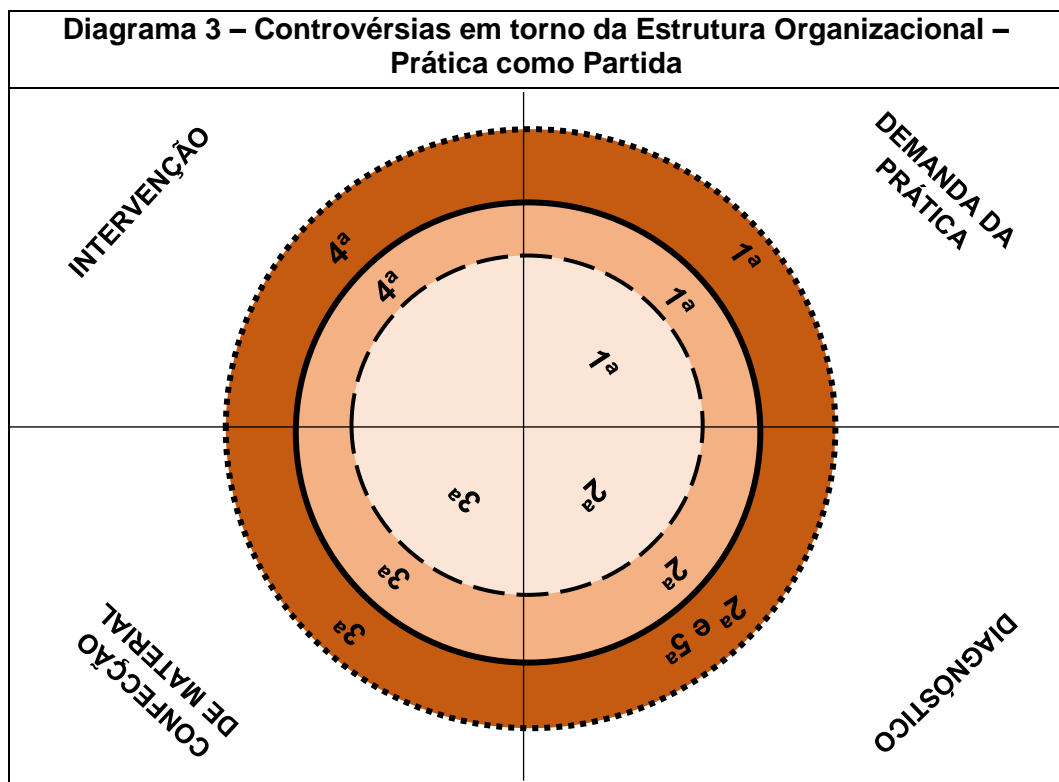 Diagrama 3 – Controvérsias em torno da Estrutura Organizacional –
Prática como Partida
INTERVENÇÃO
DEMANDA DA
PRÁTICA
4ª
1ª
4ª
1ª
1ª
3ª
2ª
3ª
2ª
3ª
2ª e 5ª
CONFECÇÃO
DE MATERIAL
DIAGNÓSTICO